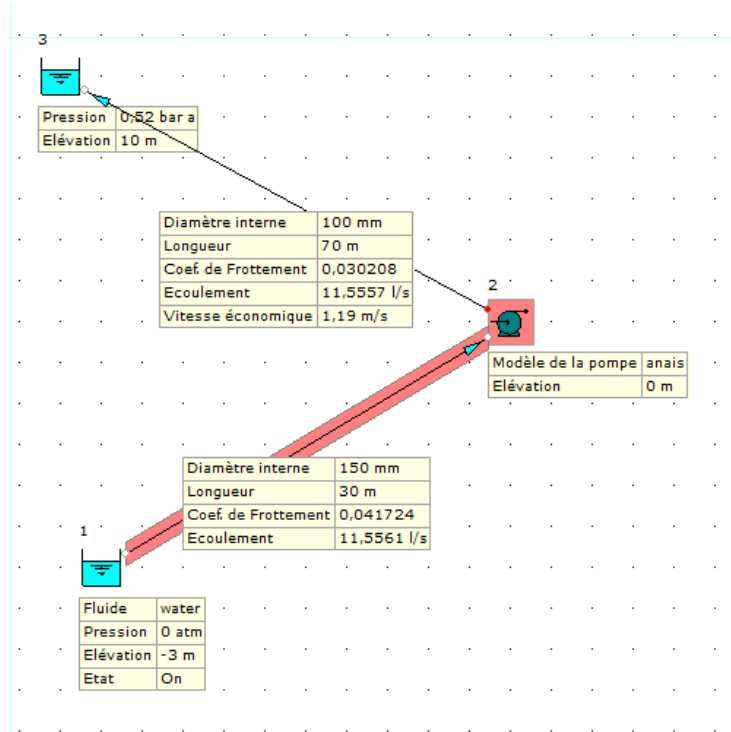 3
Pression 0,52 bar a
Elévation 10 m
Diamètre interne 100 mm
Longueur 70 m
Coef. de Frottement 0,030208
Ecoulement 11,5557 l/s
Vitesse économique 1,19 m/s
2
Modèle de la pompe anais
Elévation 0 m
Diamètre interne 150 mm
Longueur 30 m
Coef. de Frottement 0,041724
Ecoulement 11,5561 l/s
1
Fluide water
Pression 0 atm
Elévation -3 m
Etat On